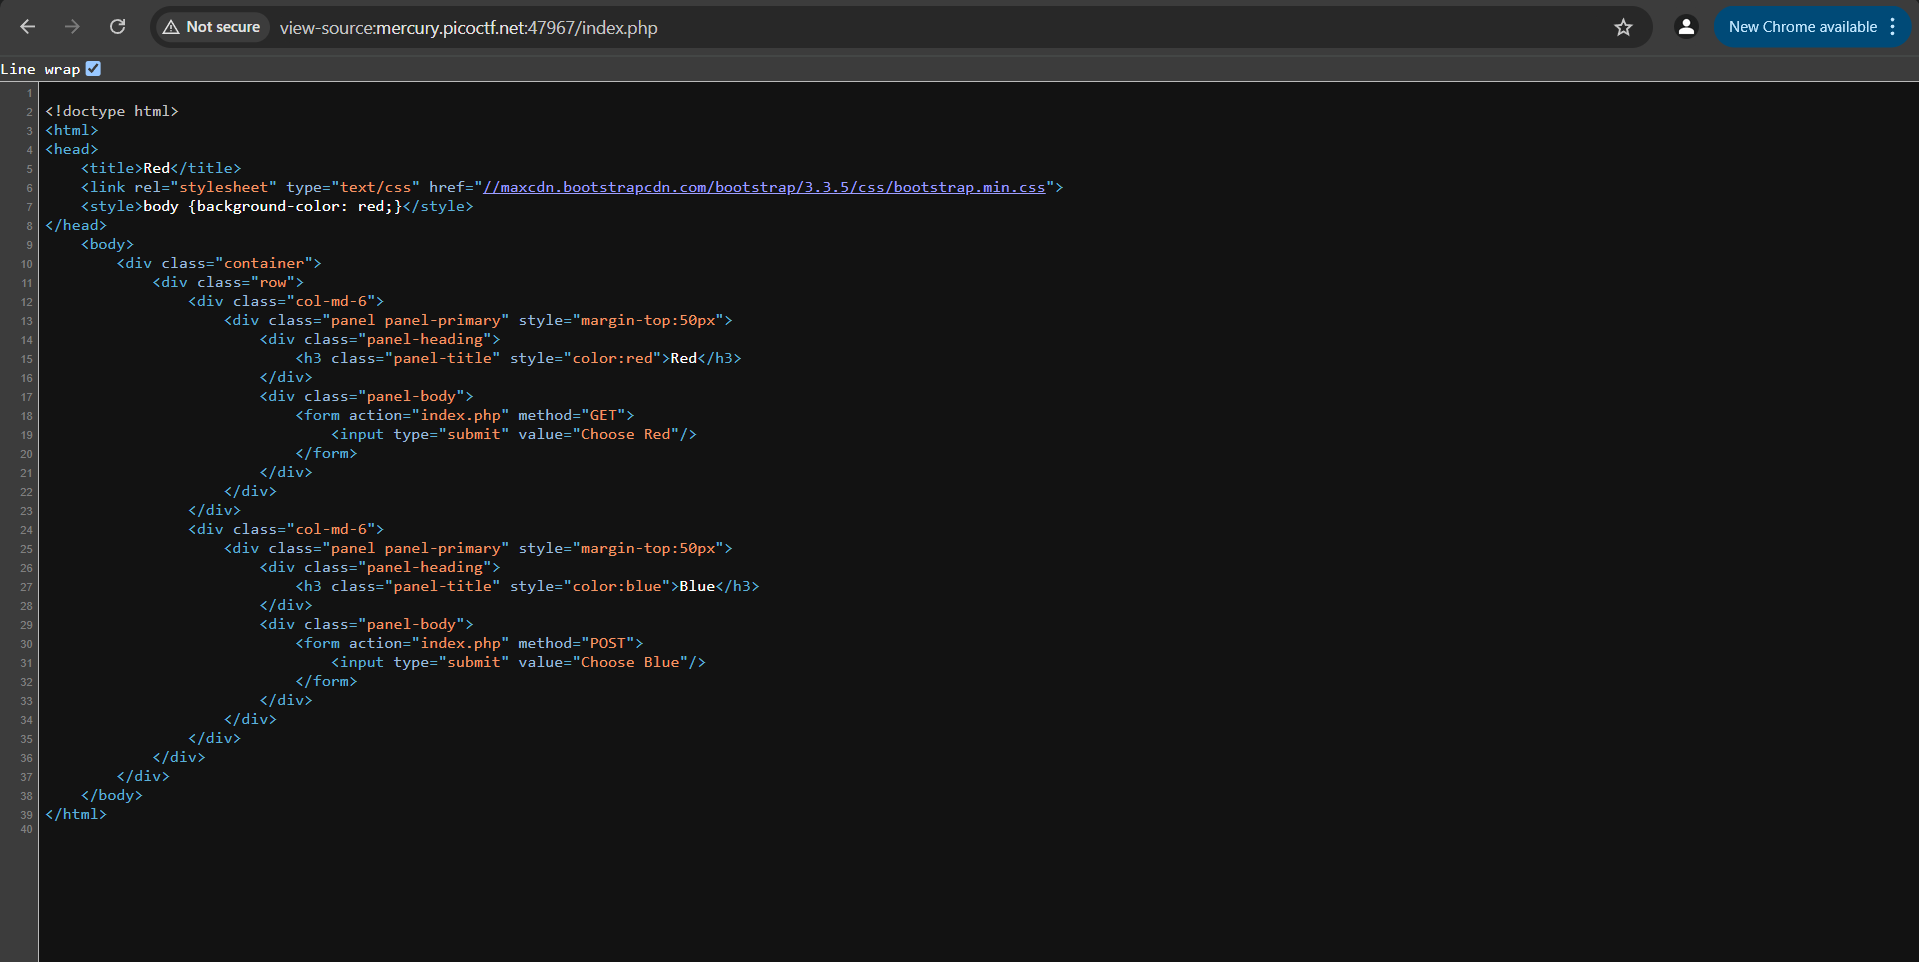 Not secure view-source:mercury.picoctf.net:47967/index.php New Chrome available
Line wrap
1
2 <!doctype html>
3 <html>
4 <head>
5 <title>Red</title>
6 <link rel="stylesheet" type="text/css" href="//maxcdn.bootstrapcdn.com/bootstrap/3.3.5/css/bootstrap.min.css">
7 <style>body {background-color: red;}</style>
8 </head>
9 <body>
10 <div class="container">
11 <div class="row">
12 <div class="col-md-6">
13 <div class="panel panel-primary" style="margin-top:50px">
14 <div class="panel-heading">
15 <h3 class="panel-title" style="color:red">Red</h3>
16 </div>
17 <div class="panel-body">
18 <form action="index.php" method="GET">
19 <input type="submit" value="Choose Red"/>
20 </form>
21 </div>
22 </div>
23 </div>
24 <div class="col-md-6">
25 <div class="panel panel-primary" style="margin-top:50px">
26 <div class="panel-heading">
27 <h3 class="panel-title" style="color:blue">Blue</h3>
28 </div>
29 <div class="panel-body">
30 <form action="index.php" method="POST">
31 <input type="submit" value="Choose Blue"/>
32 </form>
33 </div>
34 </div>
35 </div>
36 </div>
37 </div>
38 </body>
39 </html>
40